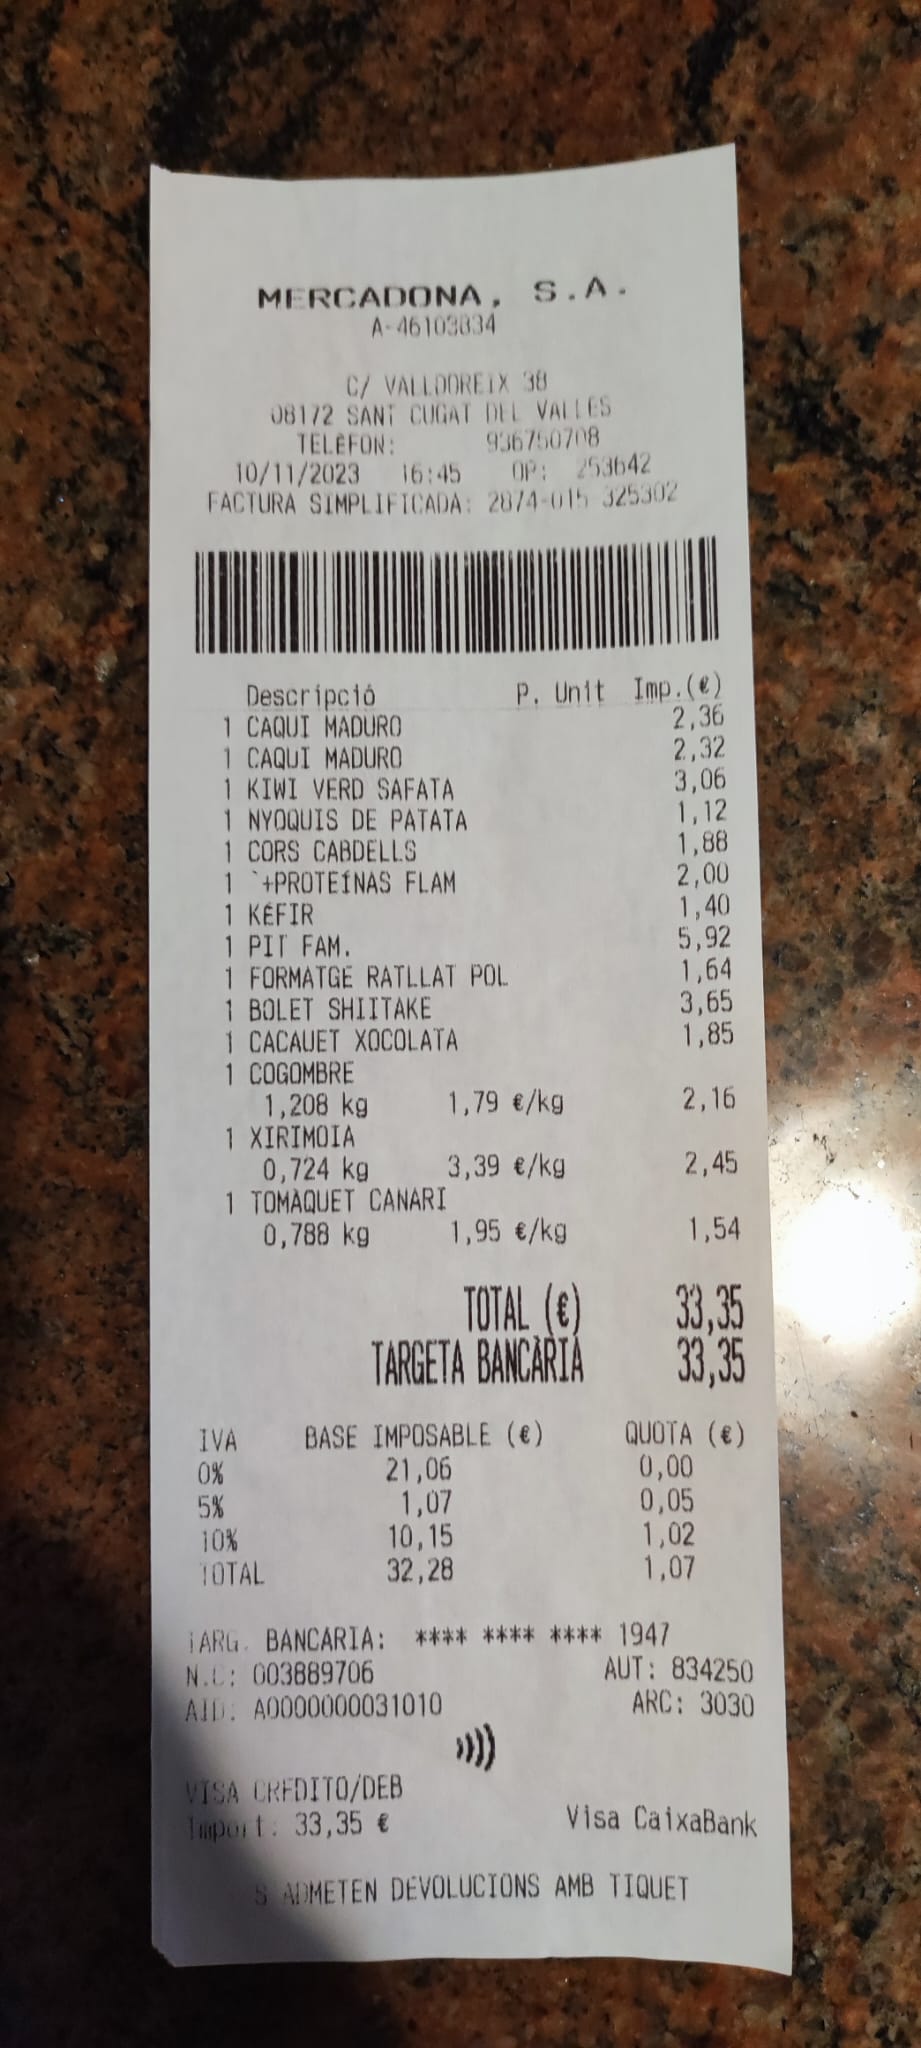 MERCADONA, S.A.
A-46103834
C/ VALLDOREIX 38
08172 SANT CUGAT DEL VALLES
TELÈFON: 936750708
10/11/2023 16:45 OP: 253642
FACTURA SIMPLIFICADA: 2874-015 325302
Descripció P. Unit Imp.(€)
1 CAQUI MADURO 2,36
1 CAQUI MADURO 2,32
1 KIWI VERD SAFATA 3,06
1 NYOQUIS DE PATATA 1,12
1 CORS CABDELLS 1,88
1 `+PROTEÍNAS FLAM 2,00
1 KÉFIR 1,40
1 PIT FAM. 5,92
1 FORMATGE RATLLAT POL 1,64
1 BOLET SHIITAKE 3,65
1 CACAUET XOCOLATA 1,85
1 COGOMBRE
1,208 kg 1,79 €/kg 2,16
1 XIRIMOIA
0,724 kg 3,39 €/kg 2,45
1 TOMÀQUET CANARI
0,788 kg 1,95 €/kg 1,54
TOTAL (€) 33,35
TARGETA BANCÀRIA 33,35
IVA BASE IMPOSABLE (€) QUOTA (€)
0% 21,06 0,00
5% 1,07 0,05
10% 10,15 1,02
TOTAL 32,28 1,07
TARG. BANCARIA: **** **** **** 1947
N.C: 003889706 AUT: 834250
AID: A0000000031010 ARC: 3030
VISA CREDITO/DEB
Import: 33,35 € Visa CaixaBank
S'ADMETEN DEVOLUCIONS AMB TIQUET